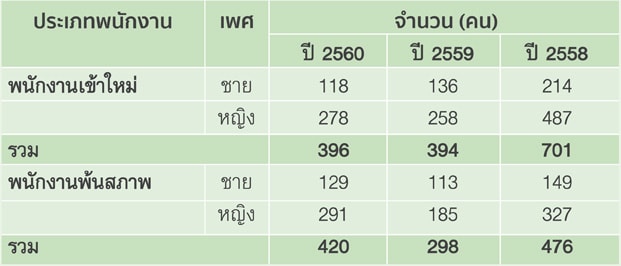 ประเภทพนักงาน เพศ จำนวน (คน)
ปี 2560 ปี 2559 ปี 2558
พนักงานเข้าใหม่ ชาย 118 136 214
หญิง 278 258 487
รวม 396 394 701
พนักงานพ้นสภาพ ชาย 129 113 149
หญิง 291 185 327
รวม 420 298 476